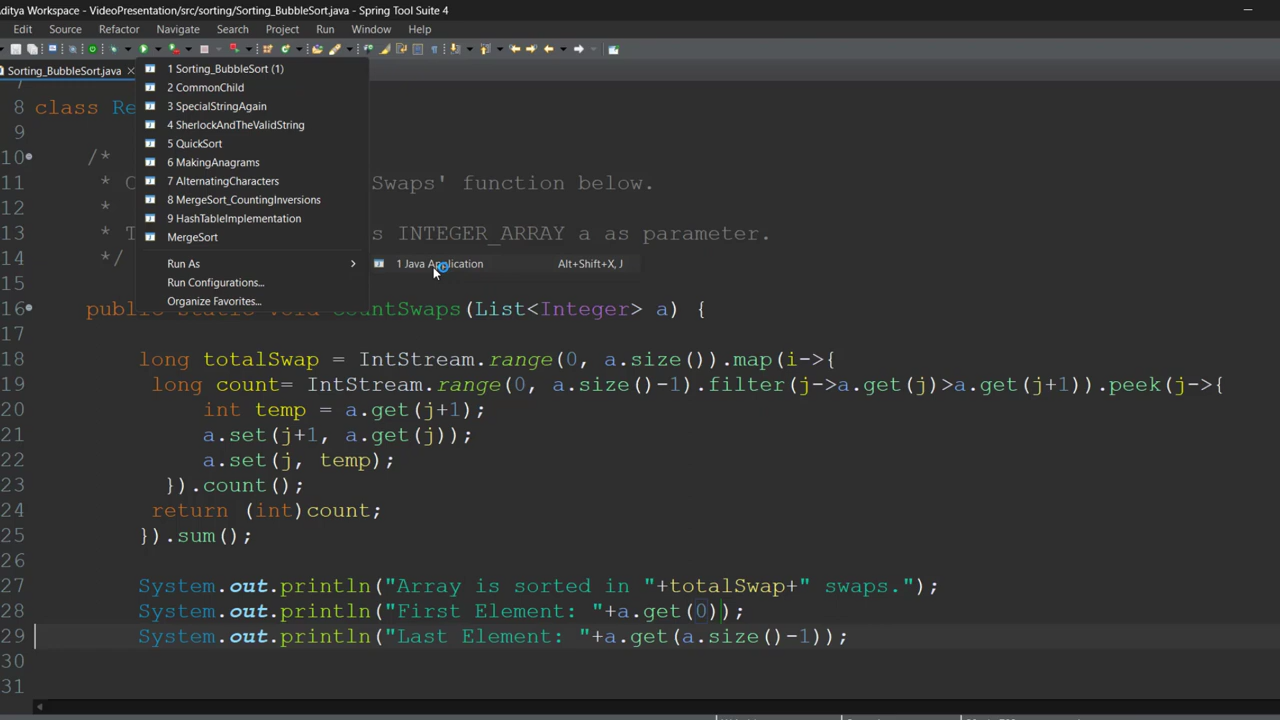 Aditya Workspace - VideoPresentation/src/sorting/Sorting_BubbleSort.java - Spring Tool Suite 4
Edit Source Refactor Navigate Search Project Run Window Help
Sorting_BubbleSort.java
1 Sorting_BubbleSort (1)
2 CommonChild
3 SpecialStringAgain
4 SherlockAndTheValidString
5 QuickSort
6 MakingAnagrams
7 AlternatingCharacters
8 MergeSort_CountingInversions
9 HashTableImplementation
MergeSort
Run As
1 Java Application Alt+Shift+X, J
Run Configurations...
Organize Favorites...
8 class Re
9
10 /*
11 * C Swaps' function below.
12 *
13 * T s INTEGER_ARRAY a as parameter.
14 */
15
16 public static void countSwaps(List<Integer> a) {
17
18 long totalSwap = IntStream.range(0, a.size()).map(i->{
19 long count= IntStream.range(0, a.size()-1).filter(j->a.get(j)>a.get(j+1)).peek(j->{
20 int temp = a.get(j+1);
21 a.set(j+1, a.get(j));
22 a.set(j, temp);
23 }).count();
24 return (int)count;
25 }).sum();
26
27 System.out.println("Array is sorted in "+totalSwap+" swaps.");
28 System.out.println("First Element: "+a.get(0));
29 System.out.println("Last Element: "+a.get(a.size()-1));
30
31